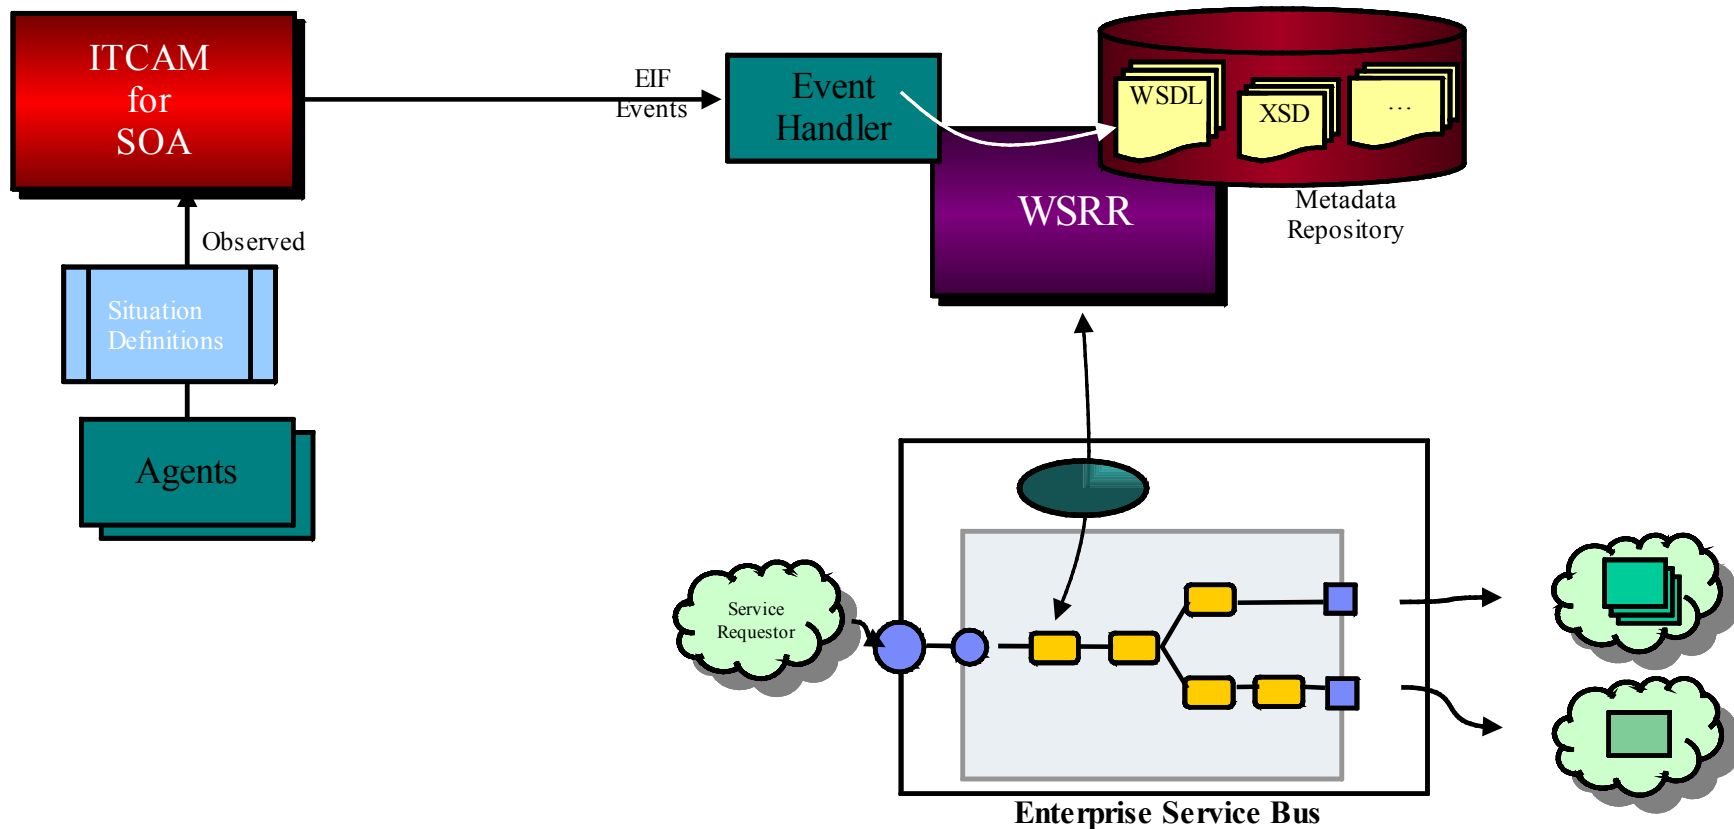 ITCAM
for
SOA
EIF
Events
Event
Handler
WSDL
XSD
...
WSRR
Metadata
Repository
Observed
Situation
Definitions
Agents
Service
Requestor
Enterprise Service Bus